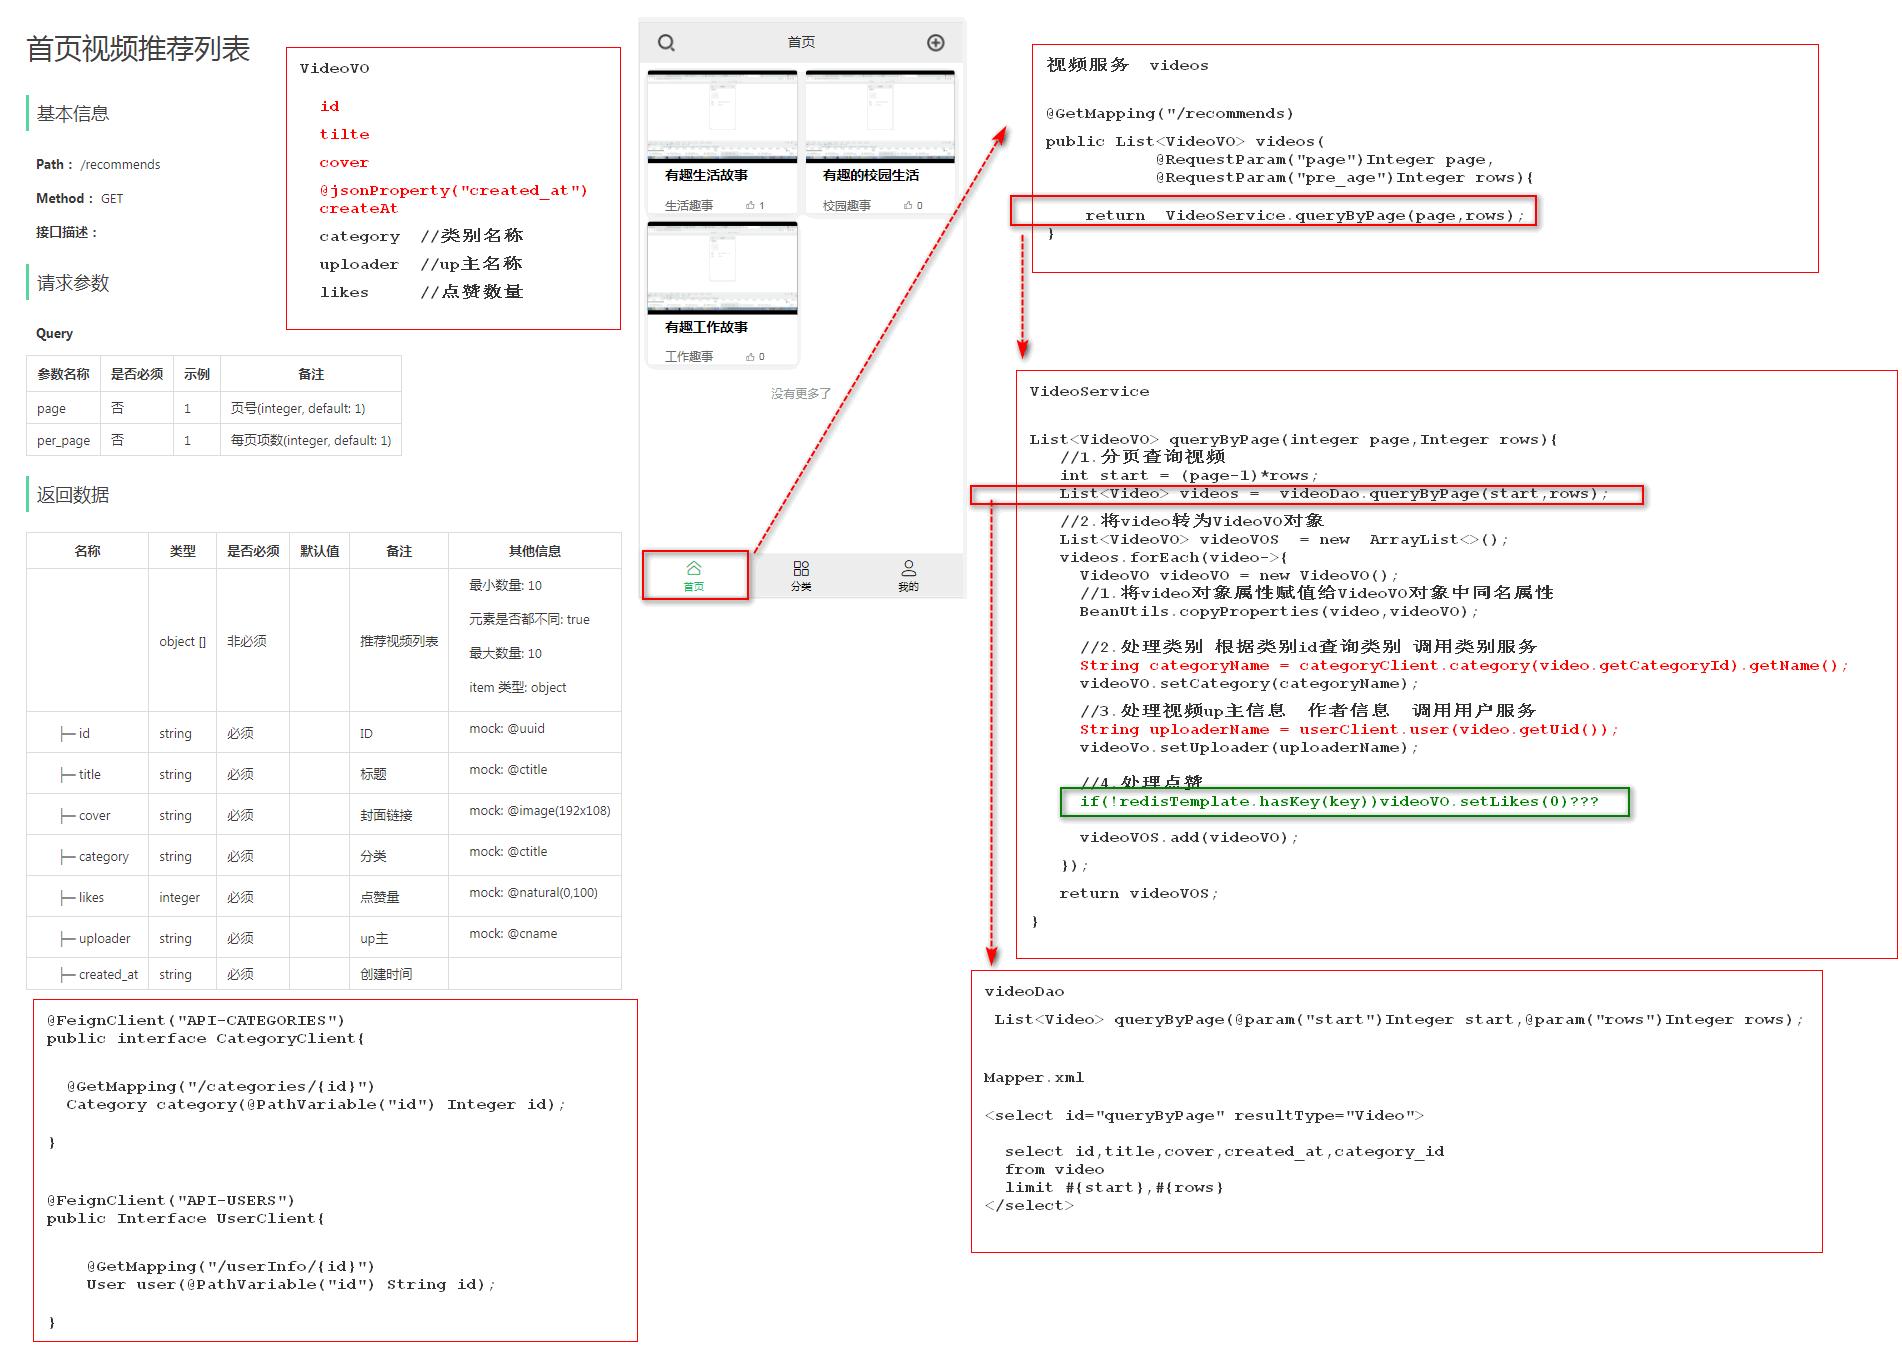 首页视频推荐列表
基本信息
Path： /recommends
Method： GET
接口描述：
请求参数
Query
参数名称 是否必须 示例 备注
page 否 1 页号(integer, default: 1)
per_page 否 1 每页项数(integer, default: 1)
返回数据
名称 类型 是否必须 默认值 备注 其他信息
object [] 非必须 推荐视频列表
最小数量: 10
元素是否都不同: true
最大数量: 10
item 类型: object
├─ id string 必须 ID mock: @uuid
├─ title string 必须 标题 mock: @ctitle
├─ cover string 必须 封面链接 mock: @image(192x108)
├─ category string 必须 分类 mock: @ctitle
├─ likes integer 必须 点赞量 mock: @natural(0,100)
├─ uploader string 必须 up主 mock: @cname
├─ created_at string 必须 创建时间
VideoVO
id
tilte
cover
@jsonProperty("created_at")
createAt
category //类别名称
uploader //up主名称
likes //点赞数量
@FeignClient("API-CATEGORIES")
public interface CategoryClient{
@GetMapping("/categories/{id}")
Category category(@PathVariable("id") Integer id);
}
@FeignClient("API-USERS")
public Interface UserClient{
@GetMapping("/userInfo/{id}")
User user(@PathVariable("id") String id);
}
首页
有趣生活故事
生活趣事 1
有趣的校园生活
校园趣事 0
有趣工作故事
工作趣事 0
没有更多了
首页 分类 我的
视频服务 videos
@GetMapping("/recommends)
public List<VideoVO> videos(
@RequestParam("page")Integer page,
@RequestParam("pre_age")Integer rows){
return VideoService.queryByPage(page,rows);
}
VideoService
List<VideoVO> queryByPage(integer page,Integer rows){
//1.分页查询视频
int start = (page-1)*rows;
List<Video> videos = videoDao.queryByPage(start,rows);
//2.将video转为VideoVO对象
List<VideoVO> videoVOS = new ArrayList<>();
videos.forEach(video->{
VideoVO videoVO = new VideoVO();
//1.将video对象属性赋值给VideoVO对象中同名属性
BeanUtils.copyProperties(video,videoVO);
//2.处理类别 根据类别id查询类别 调用类别服务
String categoryName = categoryClient.category(video.getCategoryId).getName();
videoVO.setCategory(categoryName);
//3.处理视频up主信息 作者信息 调用用户服务
String uploaderName = userClient.user(video.getUid());
videoVo.setUploader(uploaderName);
//4.处理点赞
if(!redisTemplate.hasKey(key))videoVO.setLikes(0)???
videoVOS.add(videoVO);
});
return videoVOS;
}
videoDao
List<Video> queryByPage(@param("start")Integer start,@param("rows")Integer rows);
Mapper.xml
<select id="queryByPage" resultType="Video">
select id,title,cover,created_at,category_id
from video
limit #{start},#{rows}
</select>